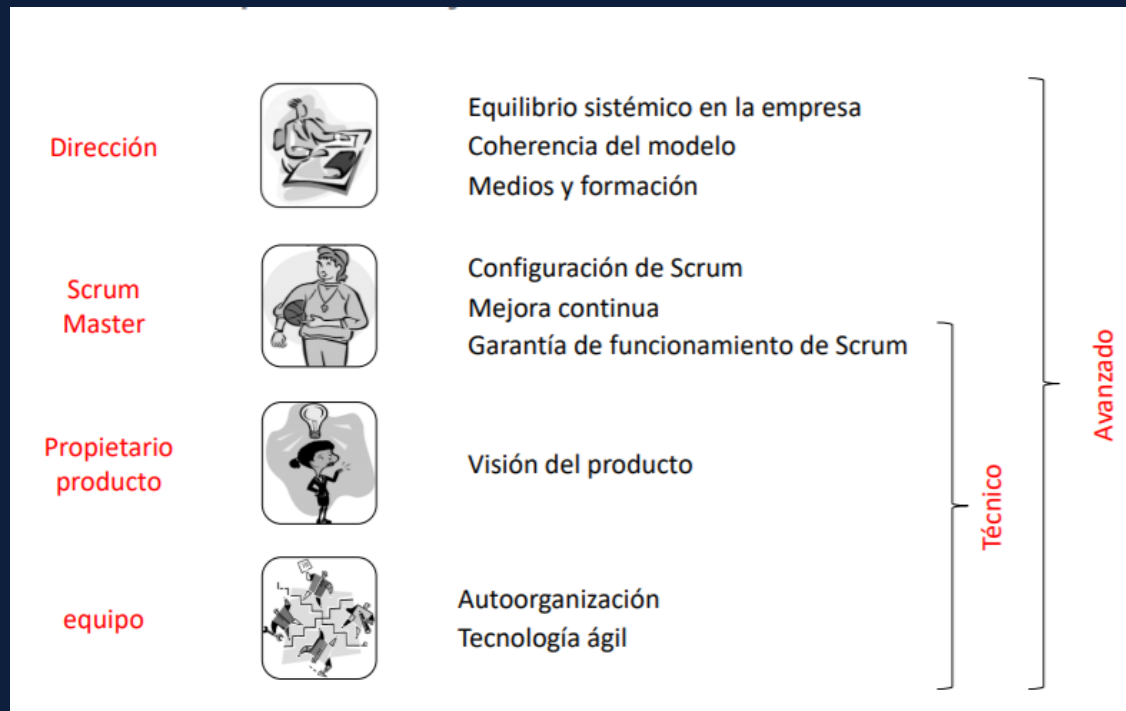 Dirección
Equilibrio sistémico en la empresa
Coherencia del modelo
Medios y formación
Scrum
Master
Configuración de Scrum
Mejora continua
Garantía de funcionamiento de Scrum
Propietario
producto
Visión del producto
equipo
Autoorganización
Tecnología ágil
Técnico
Avanzado